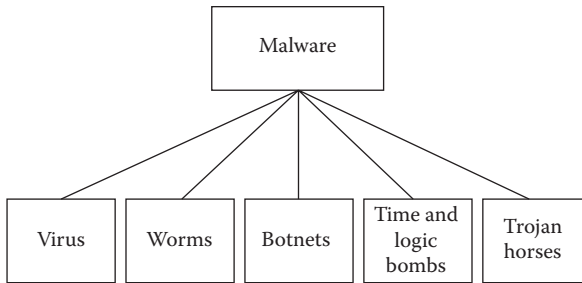 Malware
Virus
Worms
Botnets
Time and
logic
bombs
Trojan
horses